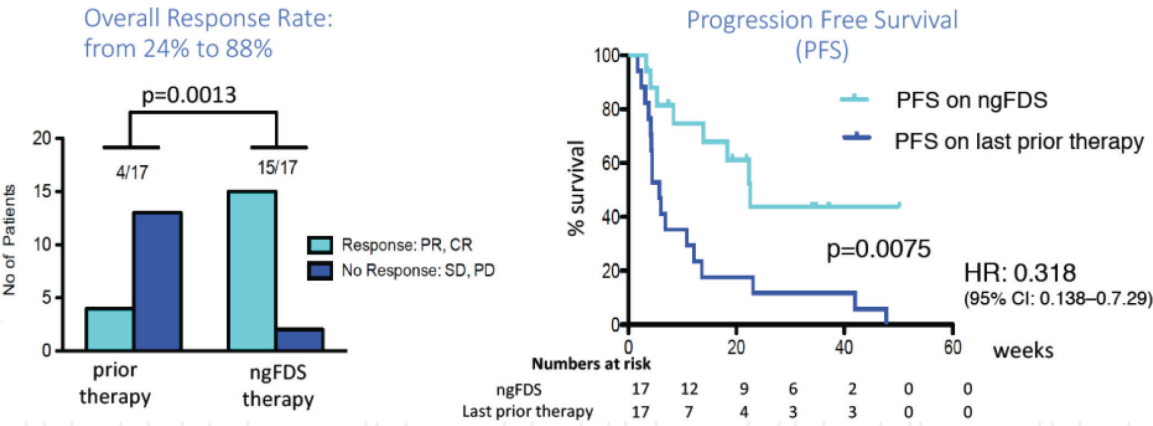 Overall Response Rate:
from 24% to 88%
p=0.0013
20
15
10
5
0
No of Patients
4/17
15/17
Response: PR, CR
No Response: SD, PD
prior
therapy
ngFDS
therapy
Progression Free Survival
(PFS)
100
80
60
40
20
0
% survival
PFS on ngFDS
PFS on last prior therapy
p=0.0075
HR: 0.318
(95% CI: 0.138–0.7.29)
0 20 40 60
weeks
Numbers at risk
ngFDS 17 12 9 6 2 0 0
Last prior therapy 17 7 4 3 3 0 0